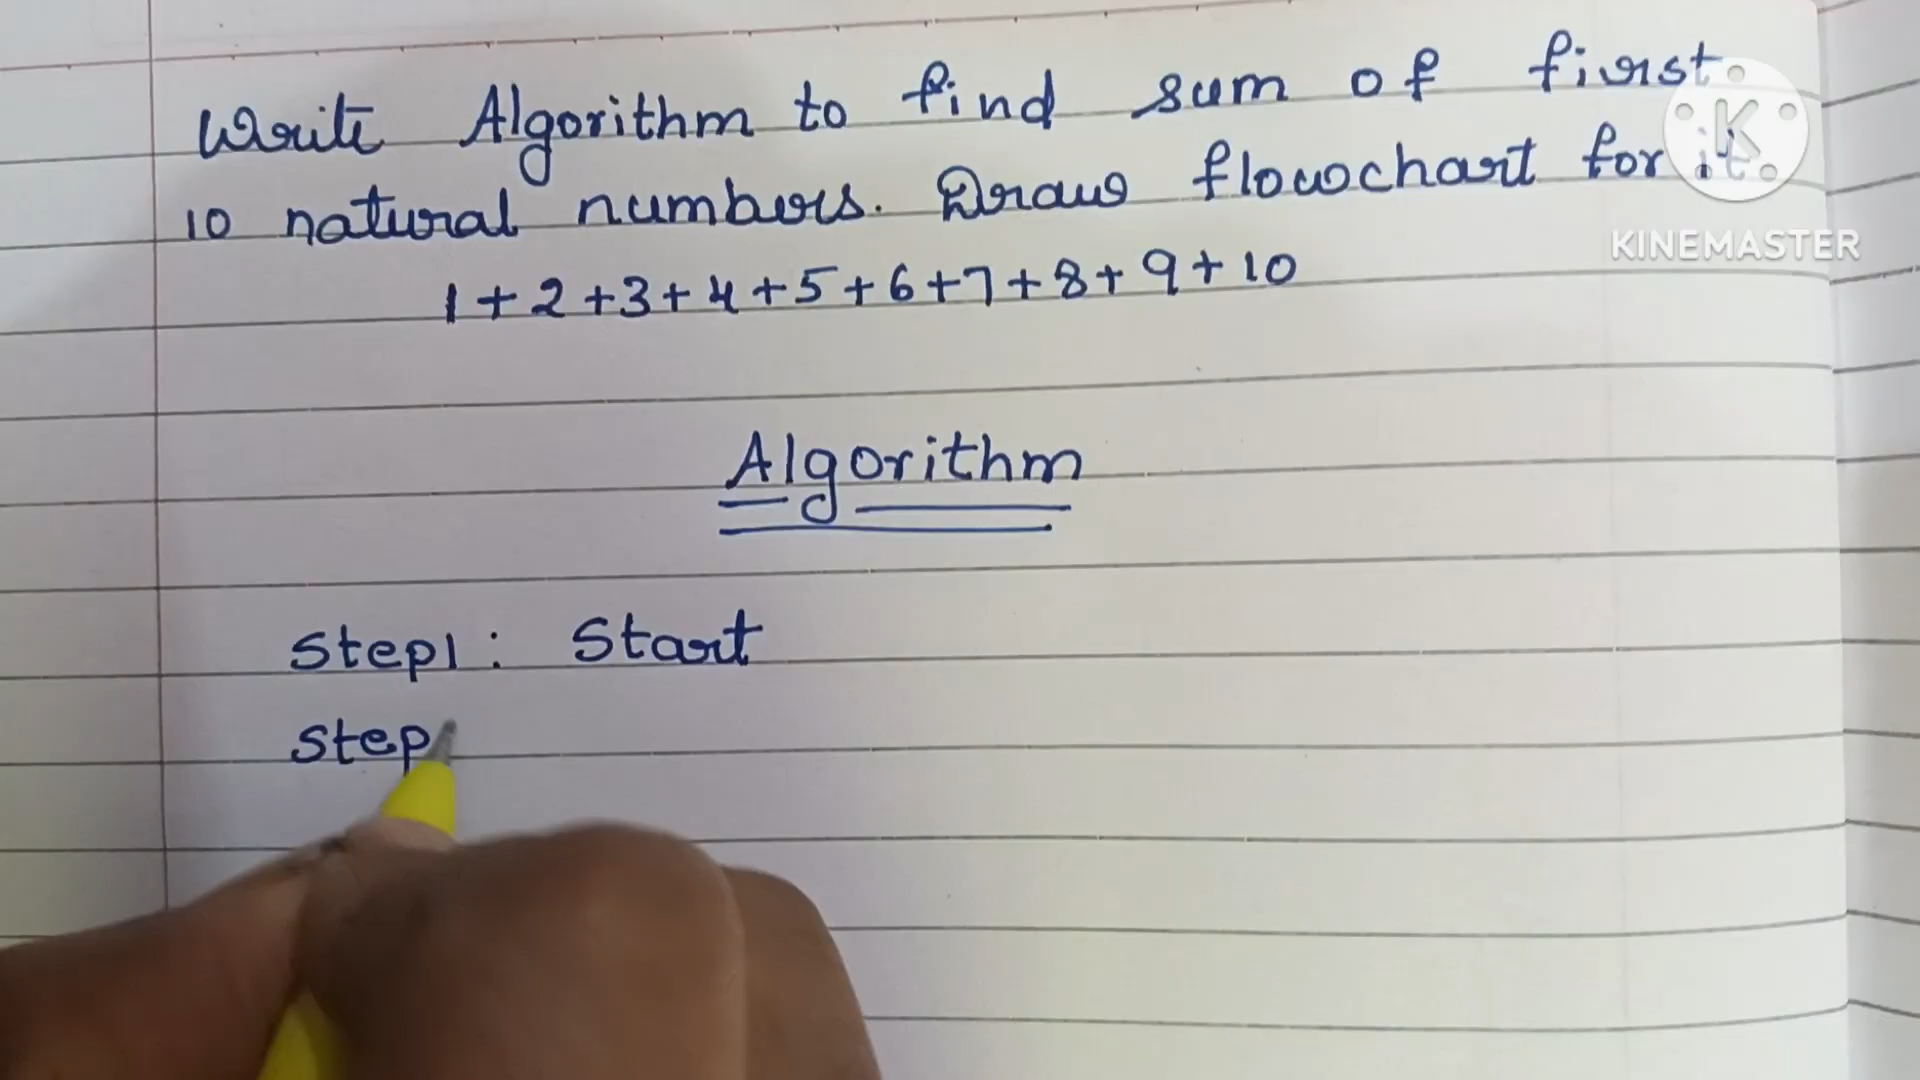 Write Algorithm to find sum of first
10 natural numbers. Draw flowchart for it.
1+2+3+4+5+6+7+8+9+10
K
KINEMASTER
Algorithm
Step1: Start
Step